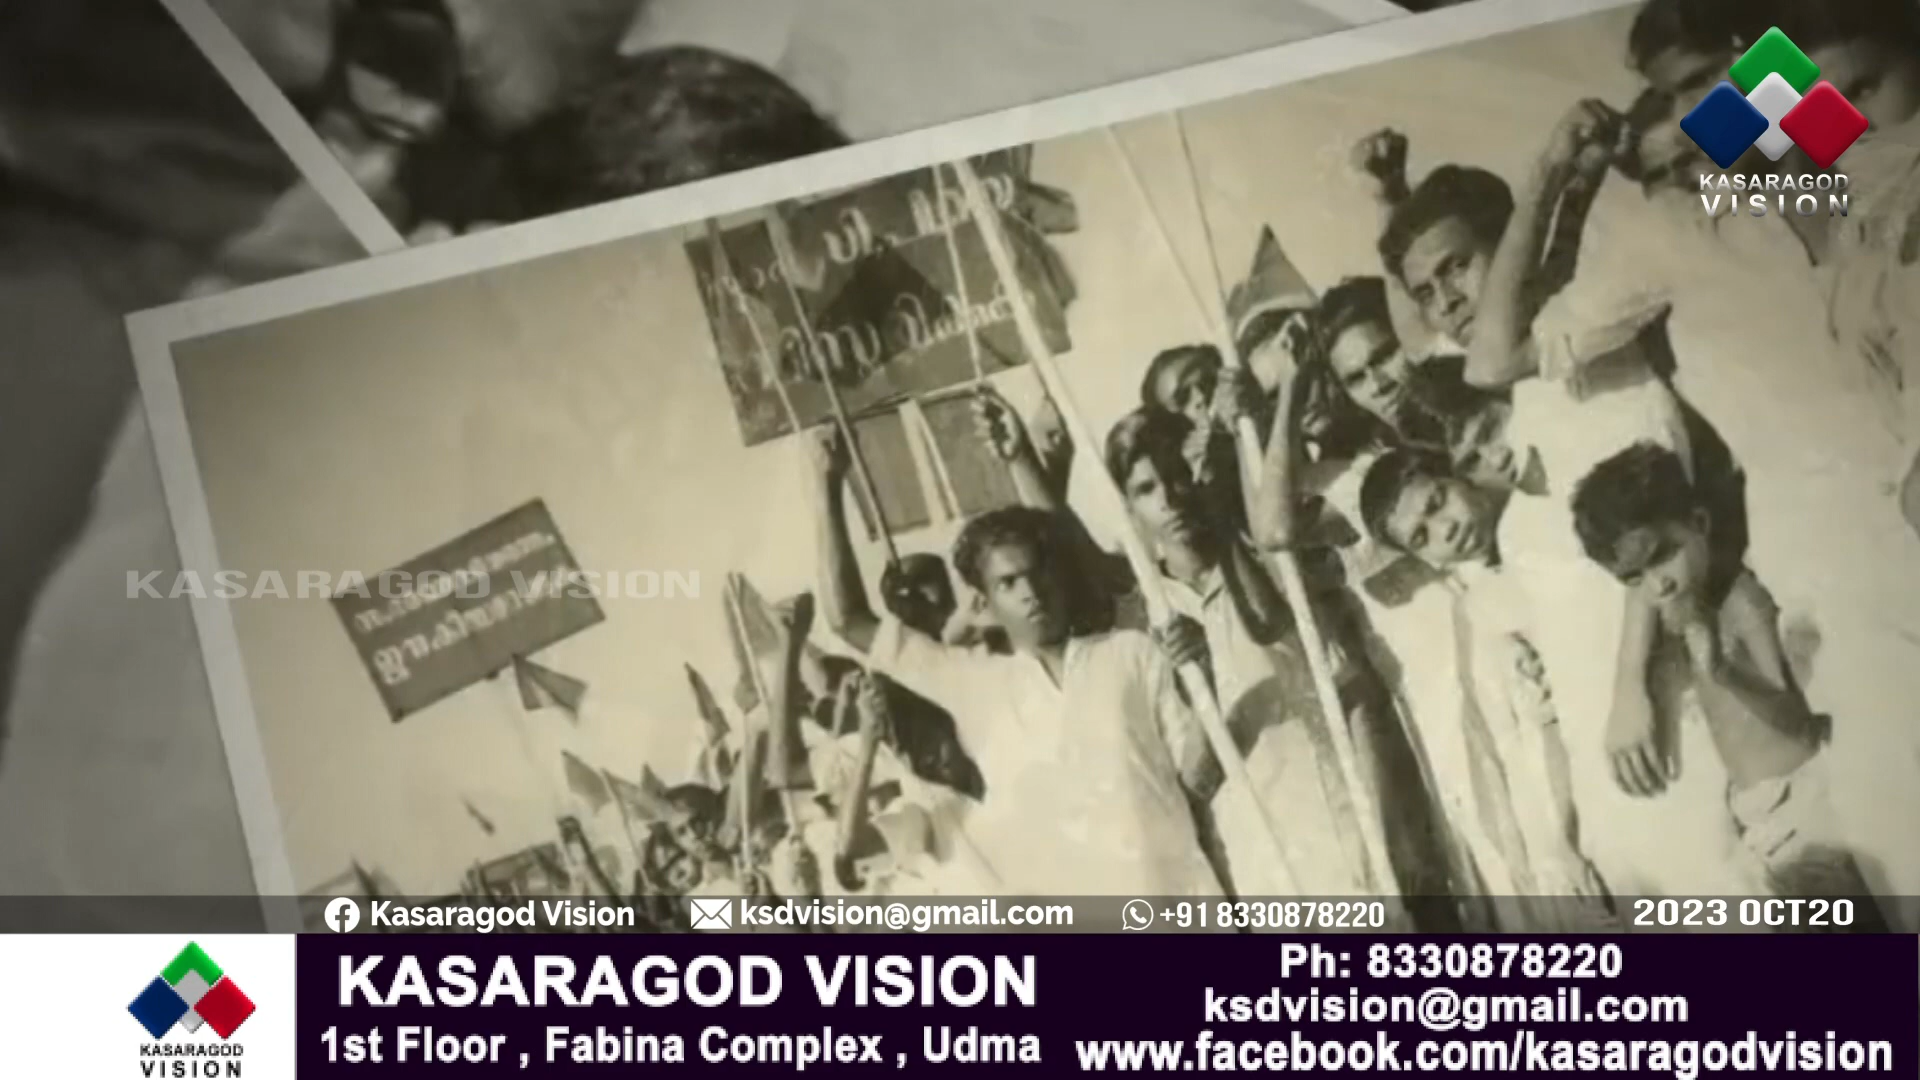 KASARAGOD
VISION
KASARAGOD VISION
Kasaragod Vision
ksdvision@gmail.com
+91 8330878220
2023 OCT20
KASARAGOD
VISION
KASARAGOD VISION
1st Floor , Fabina Complex , Udma
Ph: 8330878220
ksdvision@gmail.com
www.facebook.com/kasaragodvision